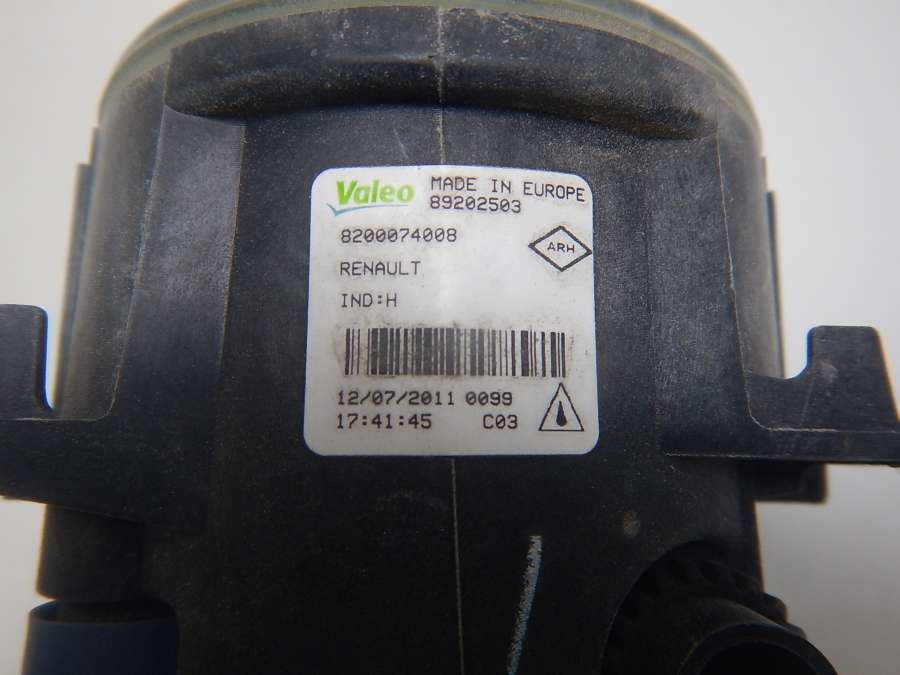 Valeo MADE IN EUROPE
89202503
8200074008
ARH
RENAULT
IND:H
12/07/2011 0099
17:41:45 C03